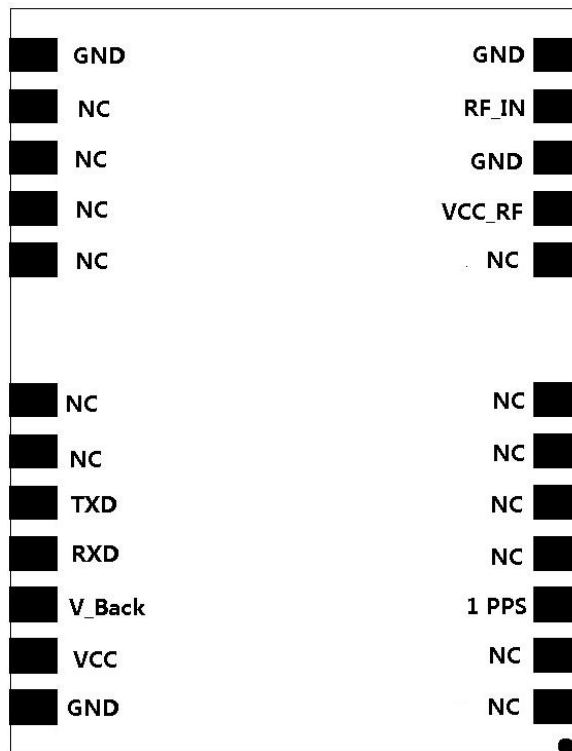 GND GND
NC RF_IN
NC GND
NC VCC_RF
NC NC
NC NC
NC NC
TXD NC
RXD NC
V_Back 1 PPS
VCC NC
GND NC